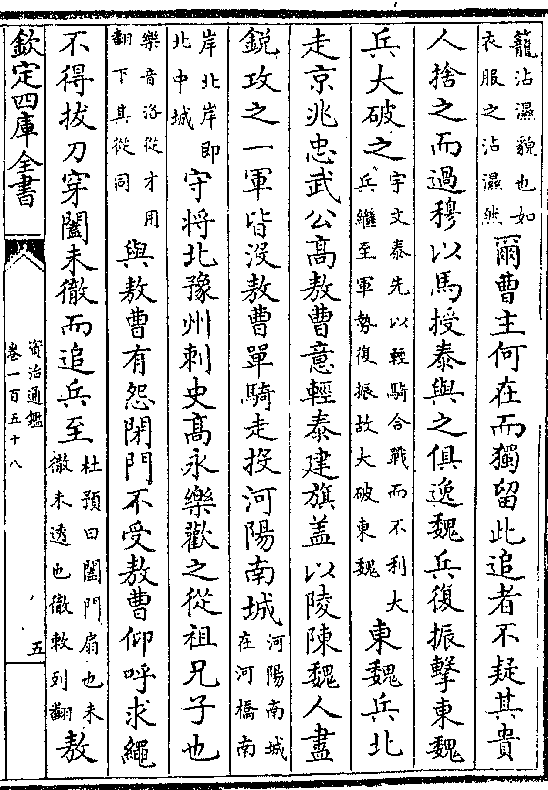 籠沾濕貌也如
衣服之沾濕然
爾曹主何在而獨留此追者不疑其貴
人捨之而過穆以馬授泰與之俱逸魏兵復振擊東魏
兵大破之
宇文泰先以輕騎合戰而不利大
兵繼至軍勢復振故大破東魏
東魏兵北
走京兆忠武公高敖曹意輕泰建旗盖以陵陳魏人盡
鋭攻之一軍皆没敖曹單騎走投河陽南城
河陽南城
在河橋南
岸北岸即
北中城
守將北豫州刺史高永樂歡之從祖兄子也
樂音洛從才用
翻下其從同
與敖曹有怨閉門不受敖曹仰呼求繩
不得拔刀穿闔未徹而追兵至
杜預曰闔門扇也未
徹未透也徹敕列翻
敖
欽定四庫全書
資治通鑑
卷一百五十八
五